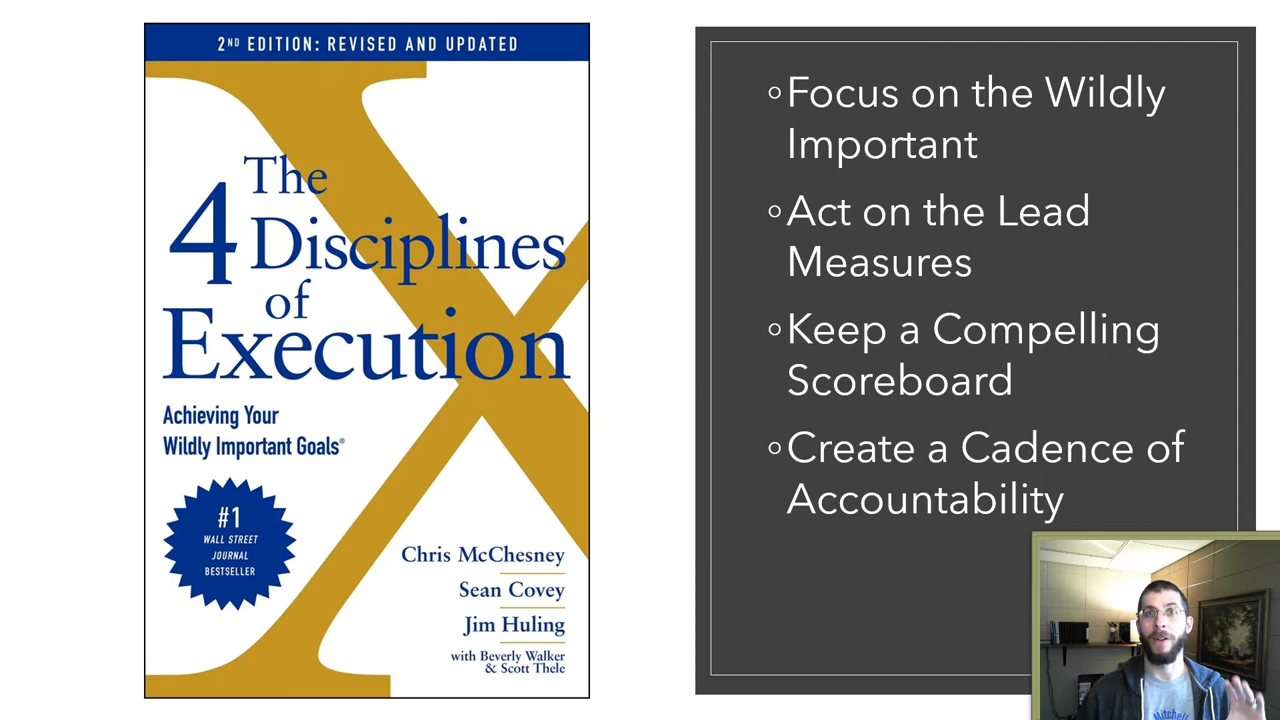 2ND EDITION: REVISED AND UPDATED
The
4 Disciplines
of
Execution
Achieving Your
Wildly Important Goals®
#1
WALL STREET
JOURNAL
BESTSELLER
Chris McChesney
Sean Covey
Jim Huling
with Beverly Walker
& Scott Thele
Focus on the Wildly
Important
Act on the Lead
Measures
Keep a Compelling
Scoreboard
Create a Cadence of
Accountability
Mitchell